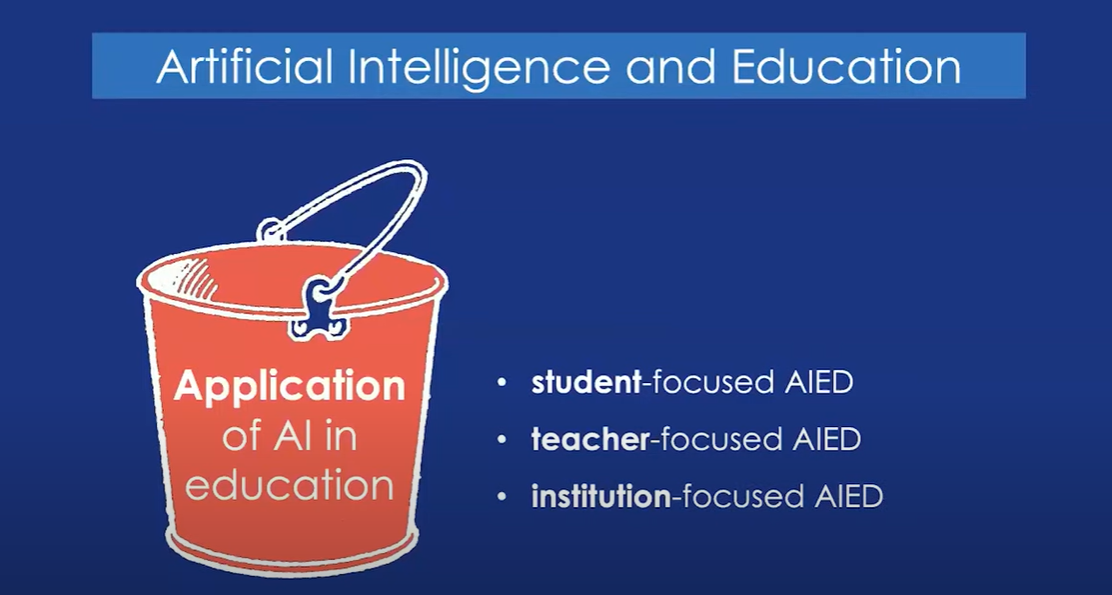 Artificial Intelligence and Education
Application
of AI in
education
• student-focused AIED
• teacher-focused AIED
• institution-focused AIED